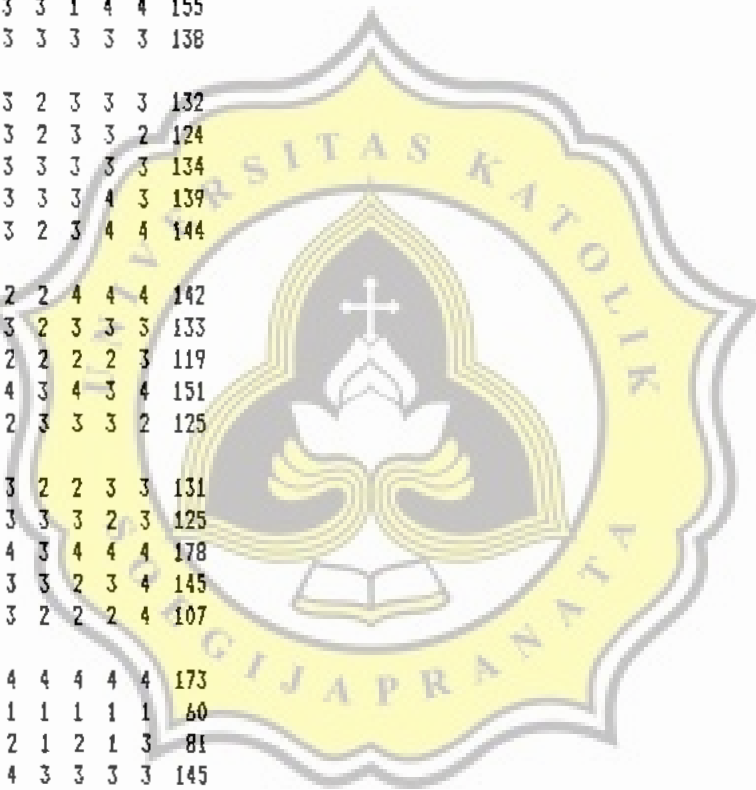 3 3 1 4 4 155
3 3 3 3 3 138
3 2 3 3 3 132
3 2 3 3 2 124
3 3 3 3 3 134
3 3 3 4 3 139
3 2 3 4 4 144
2 2 4 4 4 142
3 2 3 3 3 133
2 2 2 2 3 119
4 3 4 3 4 151
2 3 3 3 2 125
3 2 2 3 3 131
3 3 3 2 3 125
4 3 4 4 4 178
3 3 2 3 4 145
3 2 2 2 4 107
4 4 4 4 4 173
1 1 1 1 1 60
2 1 2 1 3 81
4 3 3 3 3 145
UNIVERSITAS KATOLIK
SOEGIJAPRANATA